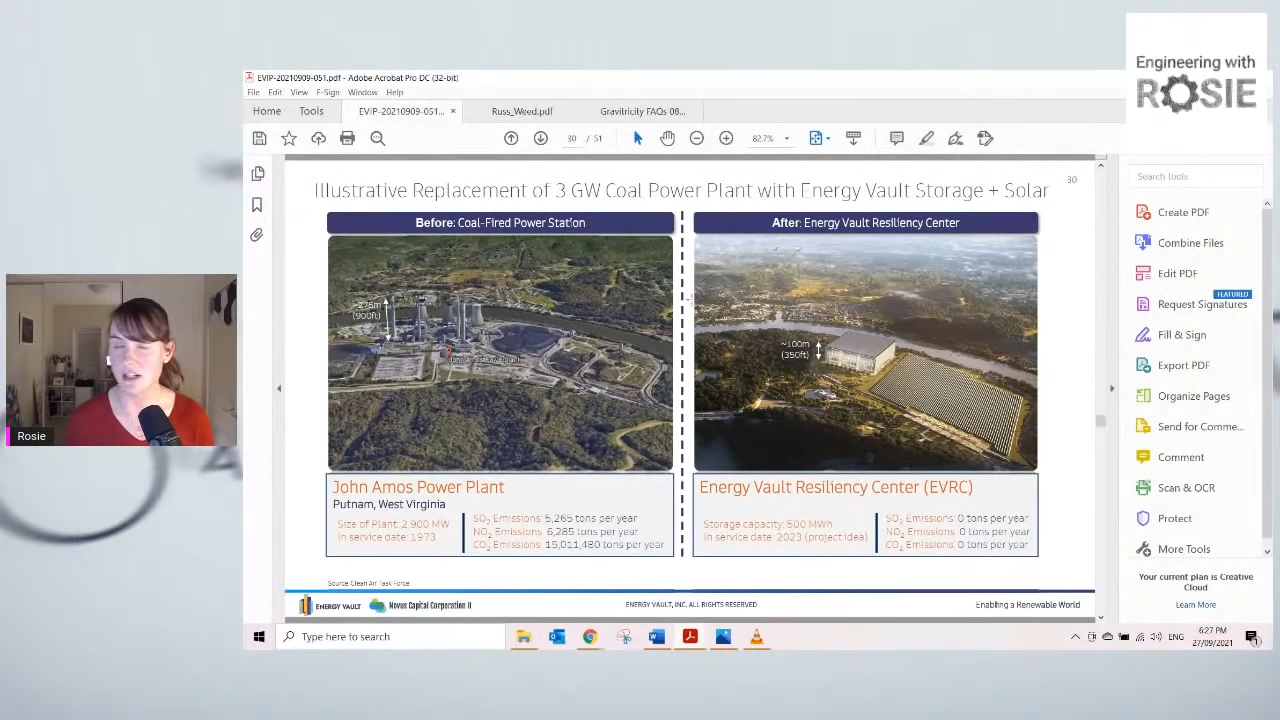 Engineering with
ROSIE
EVIP-20210909-051.pdf - Adobe Acrobat Pro DC (32-bit)
File Edit View E-Sign Window Help
Home Tools EVIP-20210909-051... × Russ_Weed.pdf Gravitricity FAQs 08...
30 / 51 82.7%
Search tools
Create PDF
Combine Files
Edit PDF
FEATURED
Request Signatures
Fill & Sign
Export PDF
Organize Pages
Send for Comme...
Comment
Scan & OCR
Protect
More Tools
Your current plan is Creative
Cloud
Learn More
30
Illustrative Replacement of 3 GW Coal Power Plant with Energy Vault Storage + Solar
Before: Coal-Fired Power Station
After: Energy Vault Resiliency Center
~275m
(900ft)
John Amos Powerplant
~100m
(350ft)
John Amos Power Plant
Putnam, West Virginia
Size of Plant: 2,900 MW
In service date: 1973
SO2 Emissions: 5,265 tons per year
NO2 Emissions: 6,285 tons per year
CO2 Emissions: 15,011,480 tons per year
Energy Vault Resiliency Center (EVRC)
Storage capacity: 500 MWh
In service date: 2023 (project idea)
SO2 Emissions: 0 tons per year
NO2 Emissions: 0 tons per year
CO2 Emissions: 0 tons per year
Source: Clean Air Task Force
ENERGY VAULT Novus Capital Corporation II
ENERGY VAULT, INC. ALL RIGHTS RESERVED
Enabling a Renewable World
Rosie
Type here to search
ENG
6:27 PM
27/09/2021